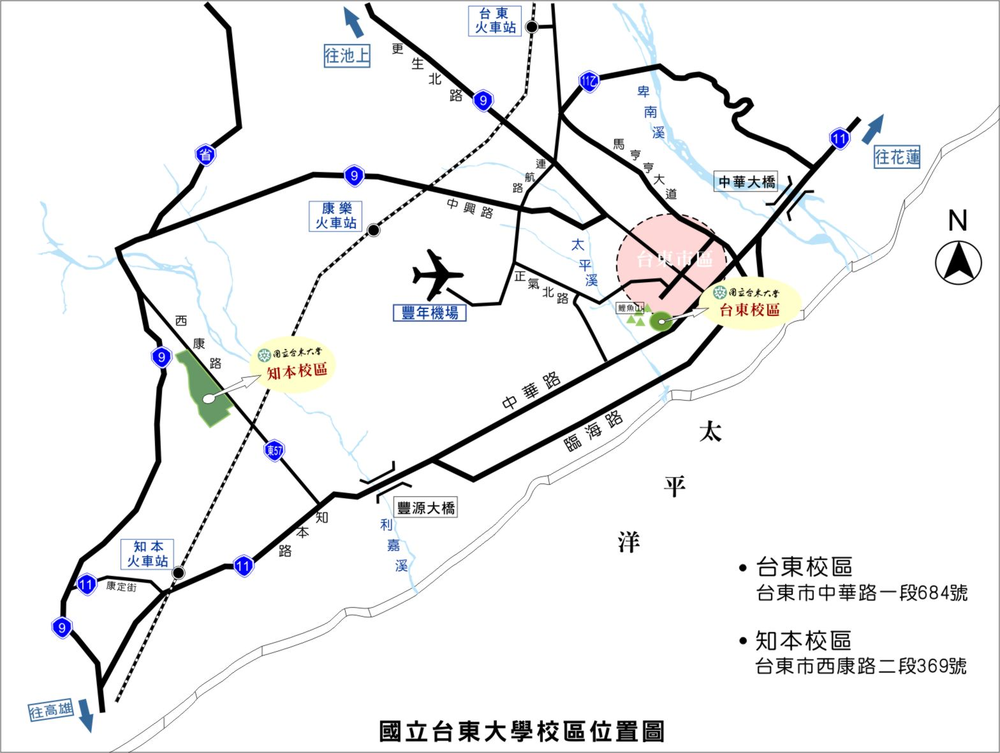 台東
火車站
往池上
更生北路
9
11乙
卑南溪
11
往花蓮
馬亨亨大道
省
9
連航路
中華大橋
康樂
火車站
中興路
N
太平溪
台東市區
正氣北路
豐年機場
鯉魚山
國立台東大學
台東校區
西康路
9
國立台東大學
知本校區
中華路
臨海路
太平洋
東57
豐源大橋
知本路
利嘉溪
知本
火車站
11
11
康定街
9
• 台東校區
台東市中華路一段684號
• 知本校區
台東市西康路二段369號
往高雄
國立台東大學校區位置圖